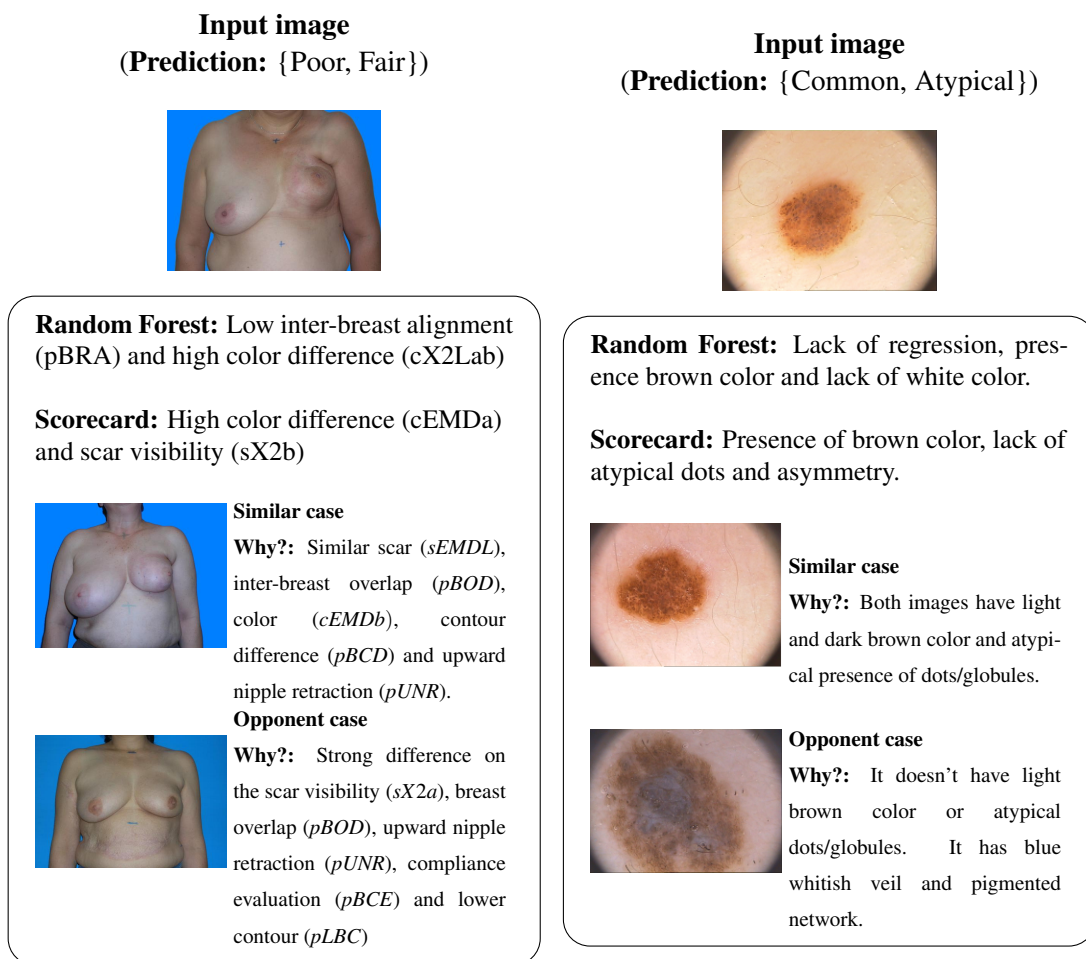 Input image
(Prediction: {Poor, Fair})
Random Forest: Low inter-breast alignment
(pBRA) and high color difference (cX2Lab)
Scorecard: High color difference (cEMDa)
and scar visibility (sX2b)
Similar case
Why?: Similar scar (sEMDL),
inter-breast overlap (pBOD),
color (cEMDb), contour
difference (pBCD) and upward
nipple retraction (pUNR).
Opponent case
Why?: Strong difference on
the scar visibility (sX2a), breast
overlap (pBOD), upward nipple
retraction (pUNR), compliance
evaluation (pBCE) and lower
contour (pLBC)
Input image
(Prediction: {Common, Atypical})
Random Forest: Lack of regression, pres-
ence brown color and lack of white color.
Scorecard: Presence of brown color, lack of
atypical dots and asymmetry.
Similar case
Why?: Both images have light
and dark brown color and atypi-
cal presence of dots/globules.
Opponent case
Why?: It doesn't have light
brown color or atypical
dots/globules. It has blue
whitish veil and pigmented
network.